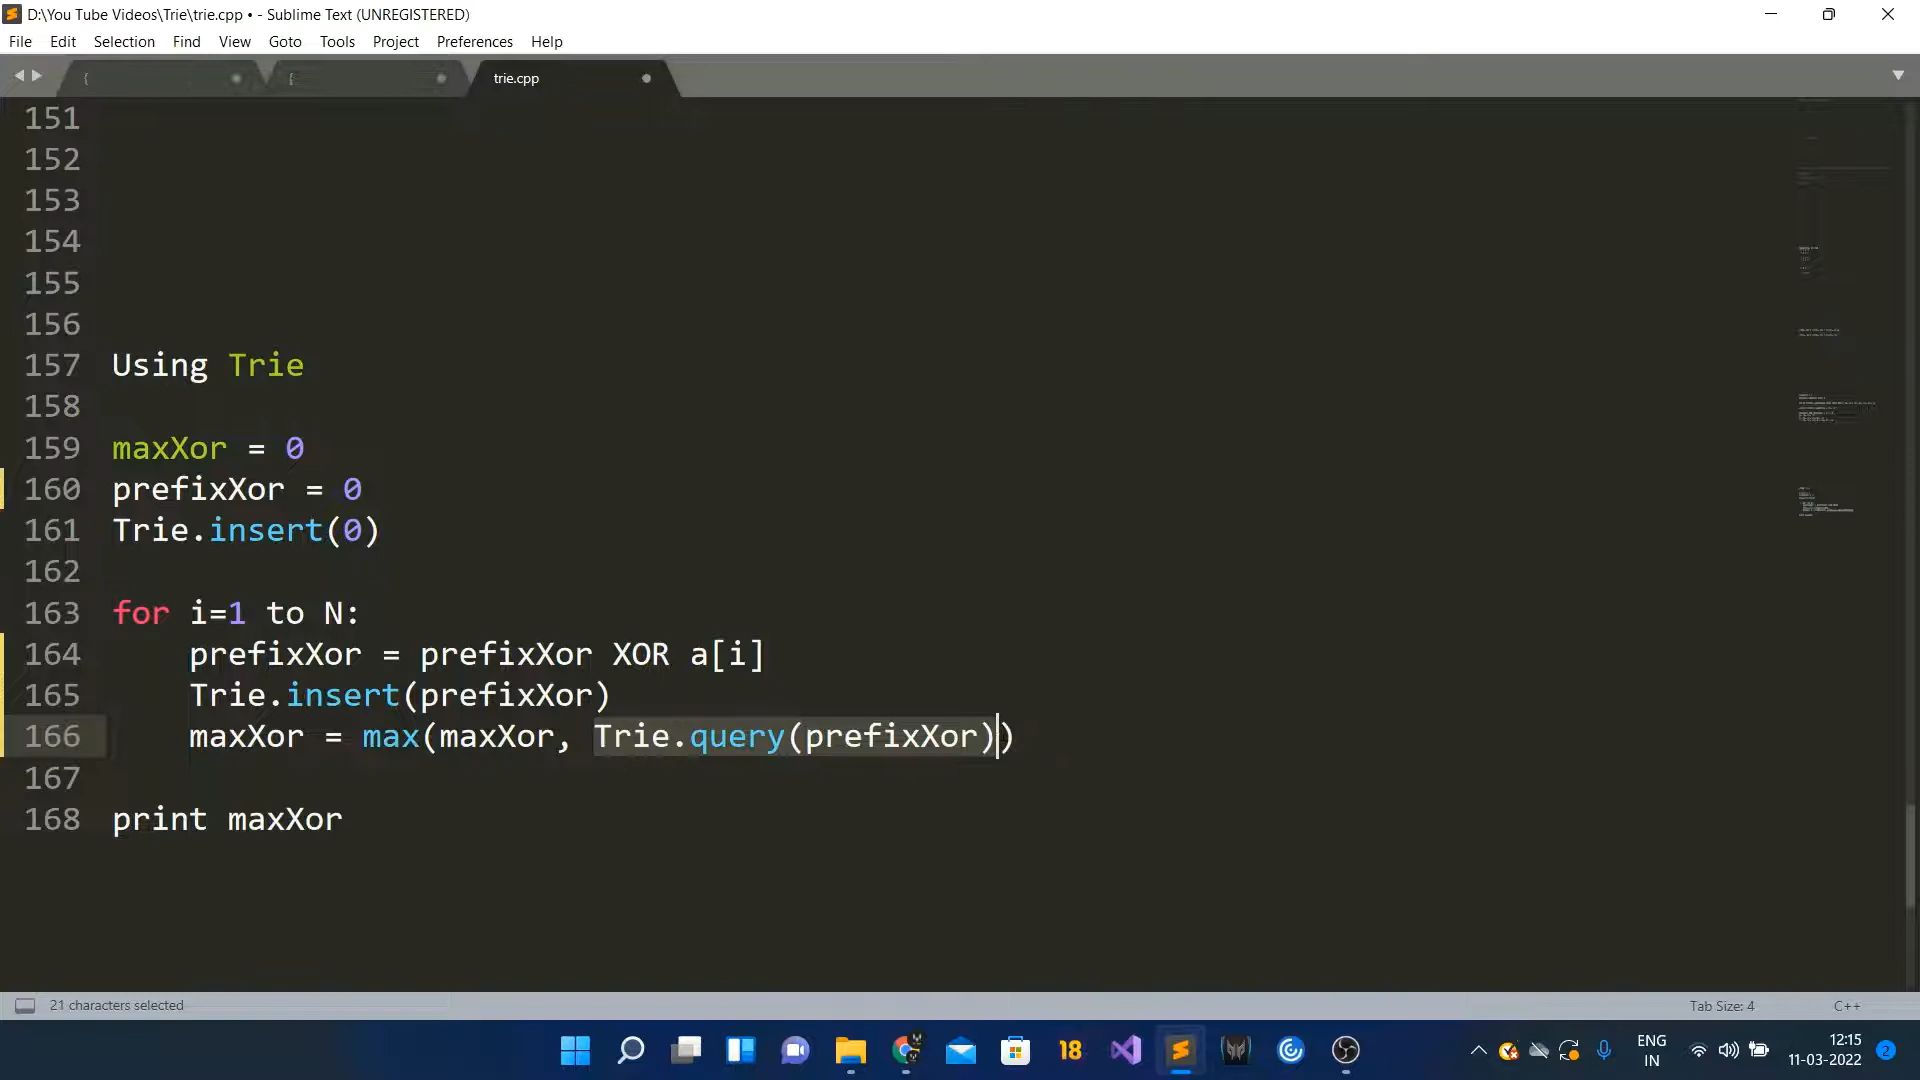 D:\You Tube Videos\Trie\trie.cpp • - Sublime Text (UNREGISTERED)
File Edit Selection Find View Goto Tools Project Preferences Help
{ { trie.cpp
151
152
153
154
155
156
157 Using Trie
158
159 maxXor = 0
160 prefixXor = 0
161 Trie.insert(0)
162
163 for i=1 to N:
164 prefixXor = prefixXor XOR a[i]
165 Trie.insert(prefixXor)
166 maxXor = max(maxXor, Trie.query(prefixXor))
167
168 print maxXor
21 characters selected Tab Size: 4 C++
18 ENG 12:15
IN 11-03-2022 2